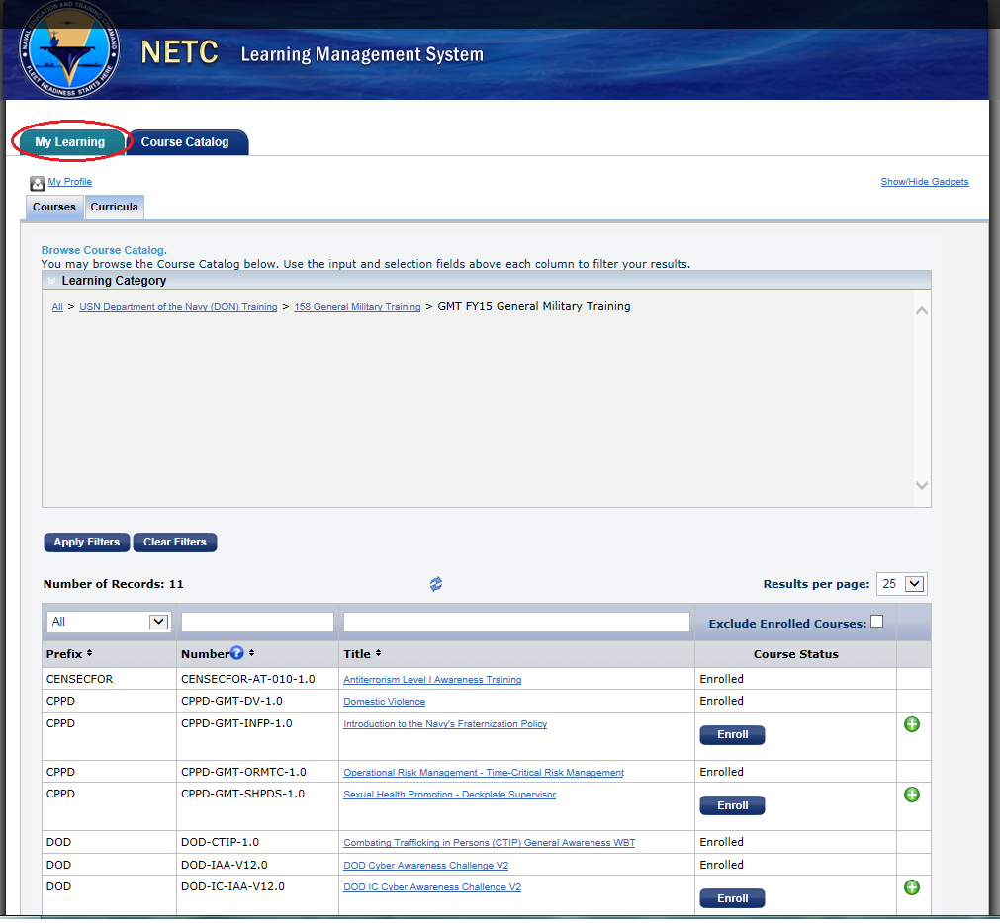 NAVAL EDUCATION AND TRAINING COMMAND
FLEET READINESS STARTS HERE
NETC Learning Management System
My Learning Course Catalog
My Profile Show/Hide Gadgets
Courses Curricula
Browse Course Catalog.
You may browse the Course Catalog below. Use the input and selection fields above each column to filter your results.
Learning Category
All > USN Department of the Navy (DON) Training > 158 General Military Training > GMT FY15 General Military Training
Apply Filters Clear Filters
Number of Records: 11 Results per page: 25
All Exclude Enrolled Courses:
Prefix Number ? Title Course Status
CENSECFOR CENSECFOR-AT-010-1.0 Antiterrorism Level I Awareness Training Enrolled
CPPD CPPD-GMT-DV-1.0 Domestic Violence Enrolled
CPPD CPPD-GMT-INFP-1.0 Introduction to the Navy's Fraternization Policy
Enroll
CPPD CPPD-GMT-ORMTC-1.0 Operational Risk Management - Time-Critical Risk Management Enrolled
CPPD CPPD-GMT-SHPDS-1.0 Sexual Health Promotion - Deckplate Supervisor
Enroll
DOD DOD-CTIP-1.0 Combating Trafficking in Persons (CTIP) General Awareness WBT Enrolled
DOD DOD-IAA-V12.0 DOD Cyber Awareness Challenge V2 Enrolled
DOD DOD-IC-IAA-V12.0 DOD IC Cyber Awareness Challenge V2
Enroll